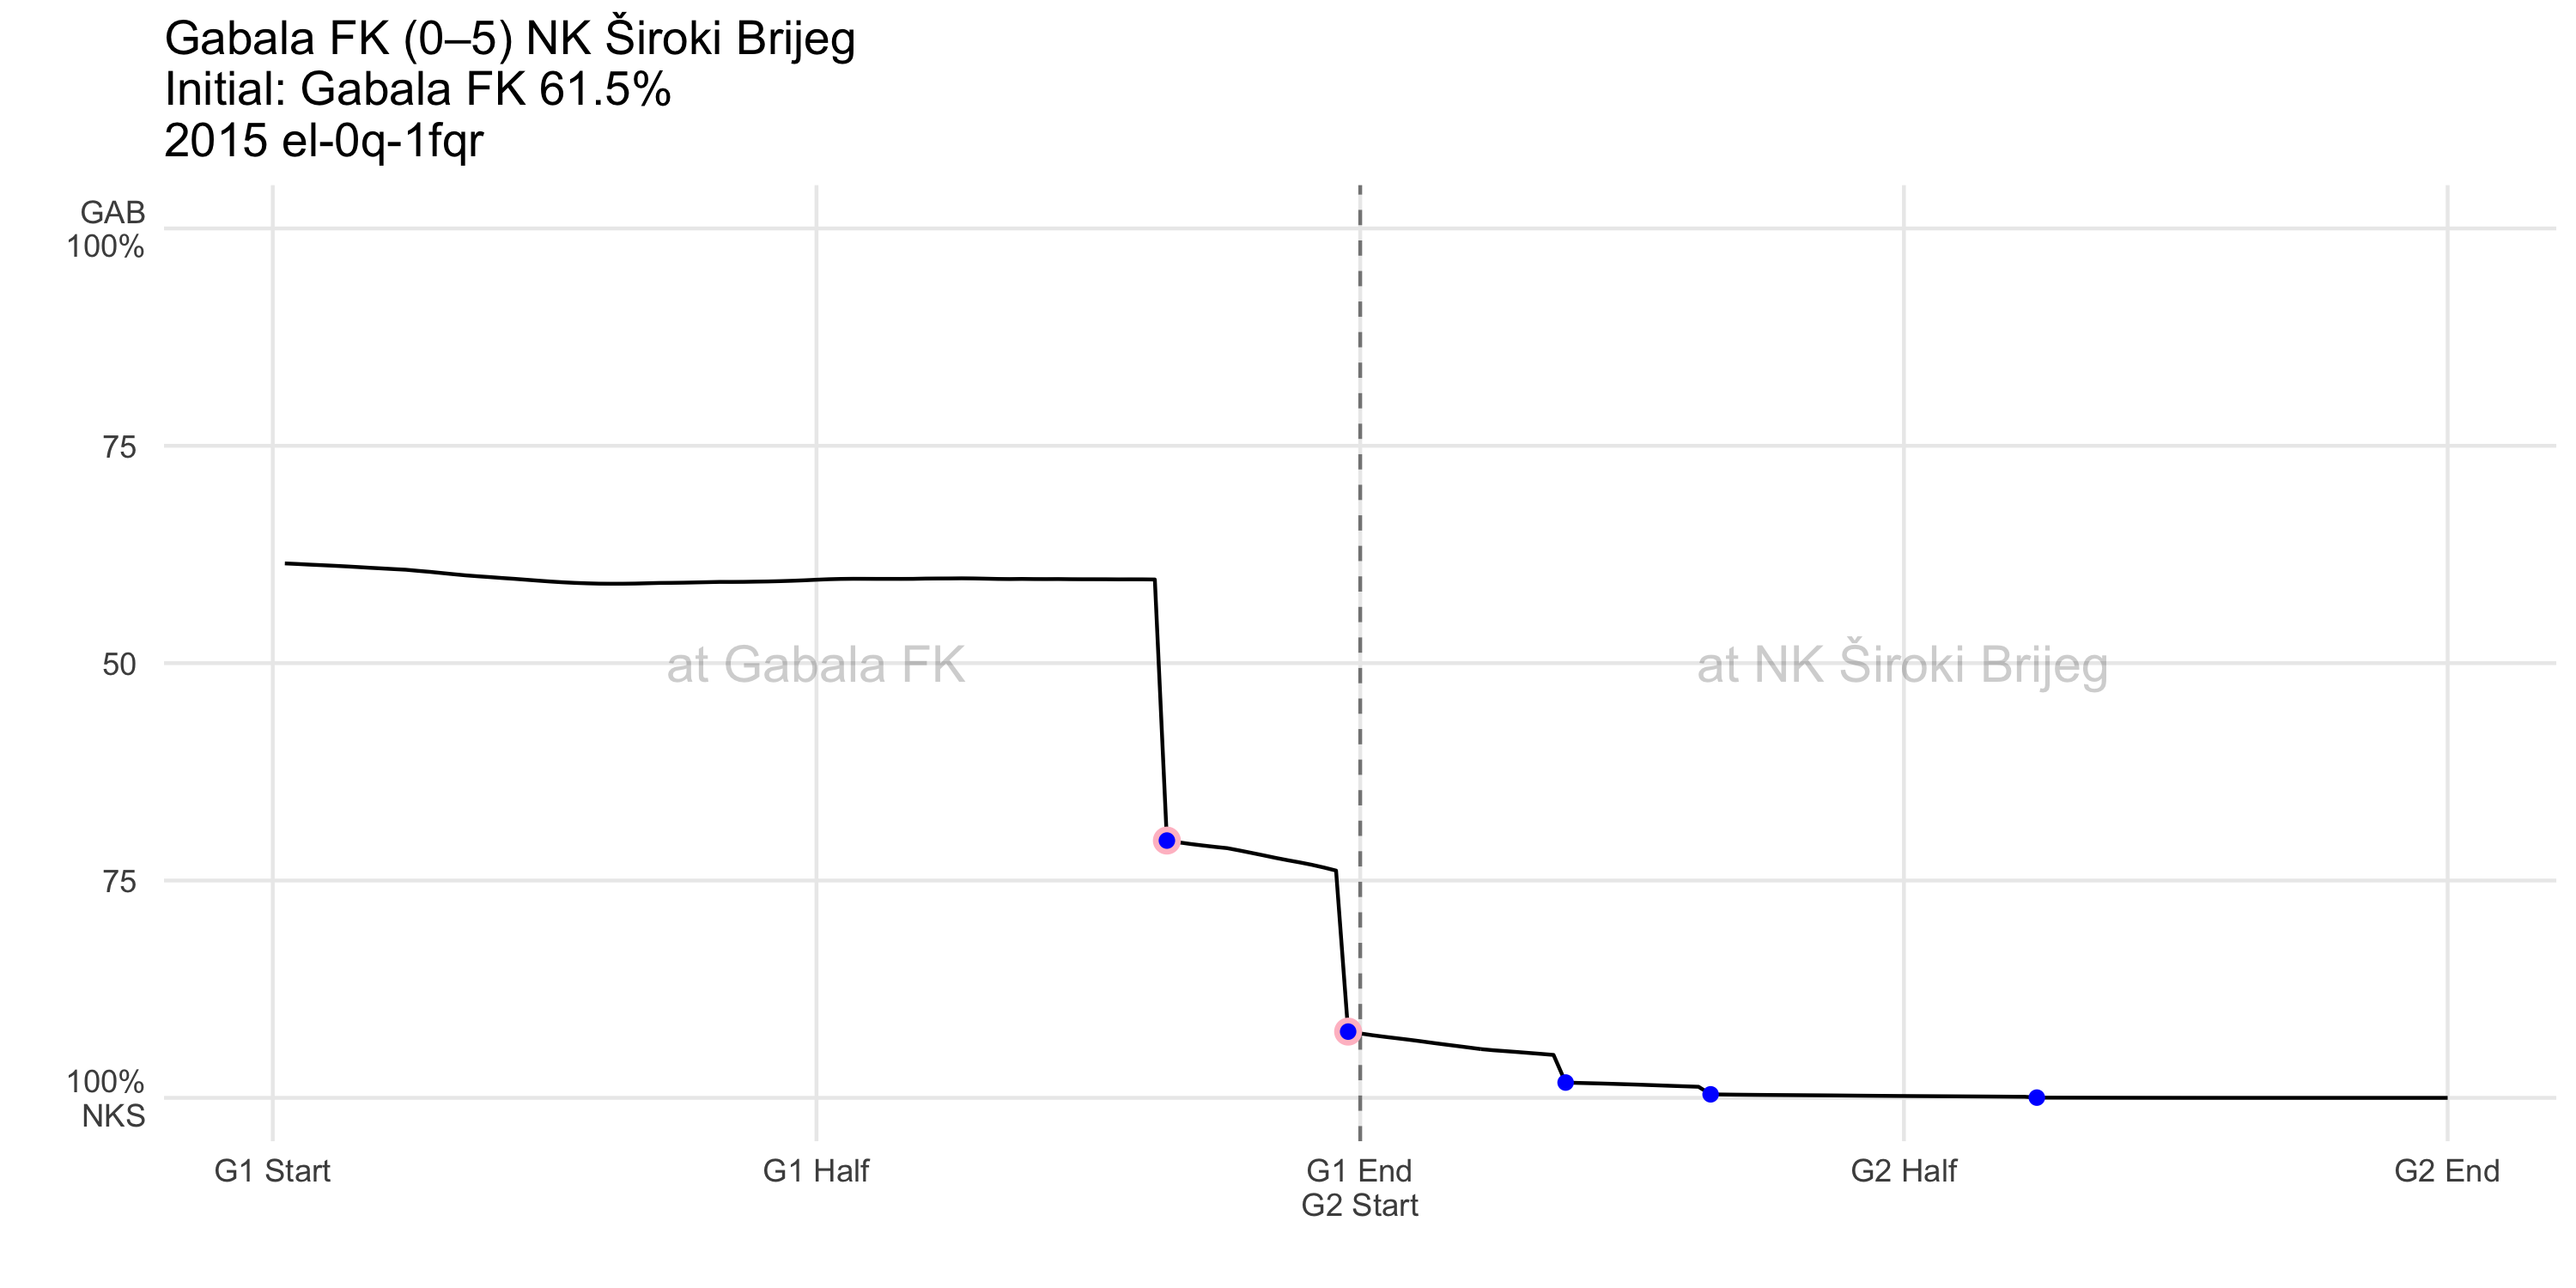 Gabala FK (0–5) NK Široki Brijeg
Initial: Gabala FK 61.5%
2015 el-0q-1fqr
GAB
100%
75
50
75
100%
NKS
at Gabala FK
at NK Široki Brijeg
G1 Start
G1 Half
G1 End
G2 Start
G2 Half
G2 End